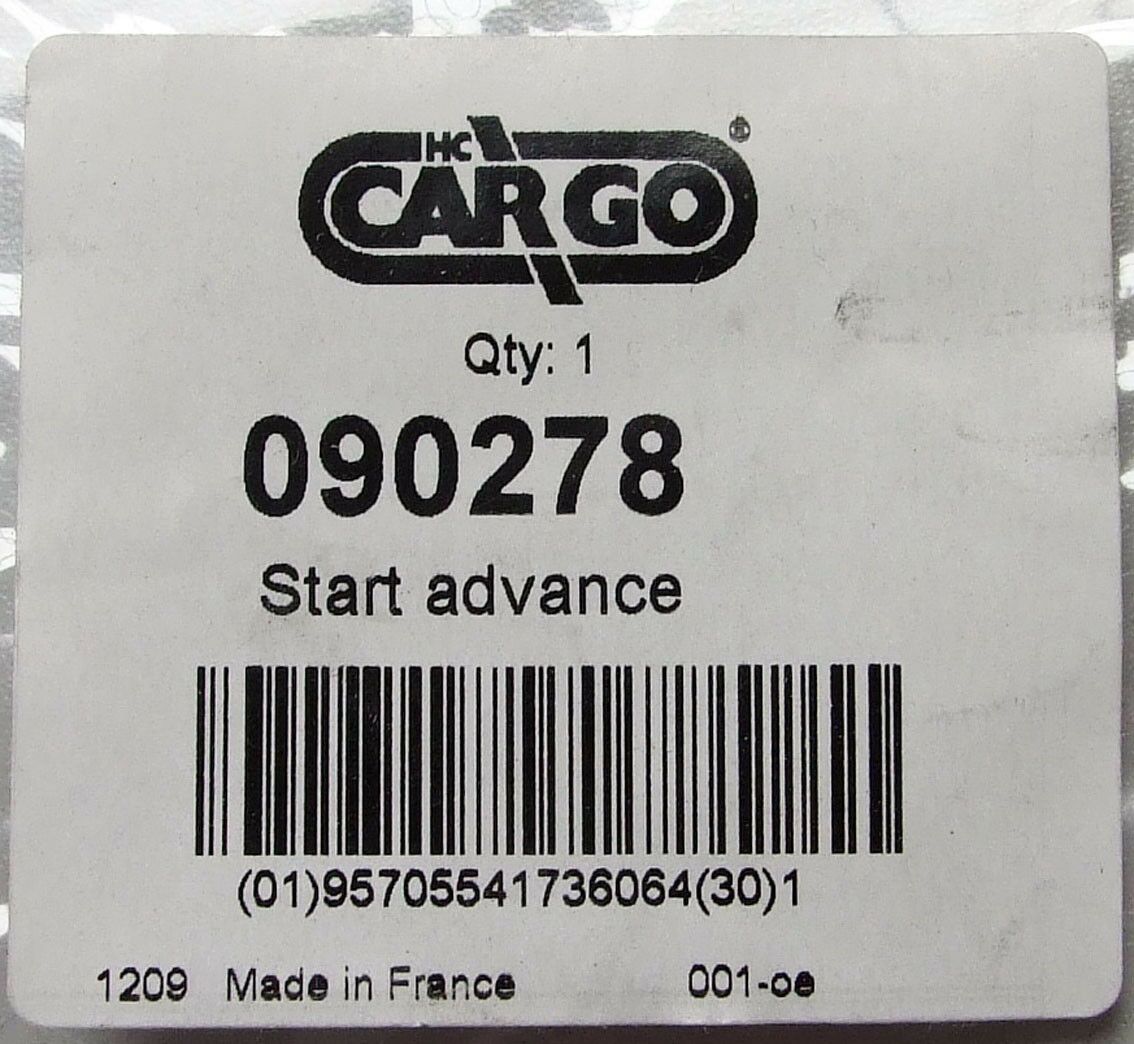 HC
CARGO®
Qty: 1
090278
Start advance
(01)95705541736064(30)1
1209 Made in France 001-oe